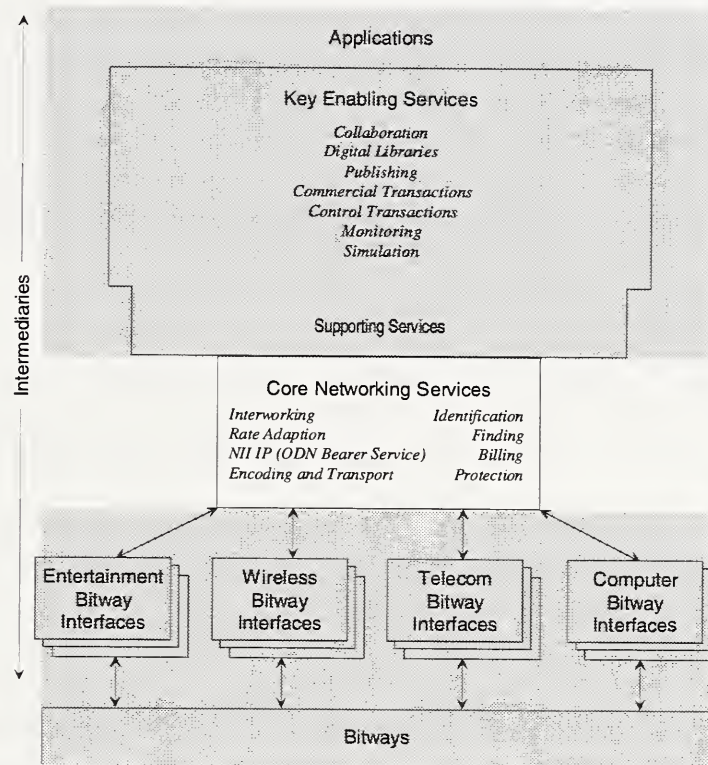 Applications
Key Enabling Services
Collaboration
Digital Libraries
Publishing
Commercial Transactions
Control Transactions
Monitoring
Simulation
Supporting Services
Intermediaries
Core Networking Services
Interworking Identification
Rate Adaption Finding
NII IP (ODN Bearer Service) Billing
Encoding and Transport Protection
Entertainment
Bitway
Interfaces
Wireless
Bitway
Interfaces
Telecom
Bitway
Interfaces
Computer
Bitway
Interfaces
Bitways